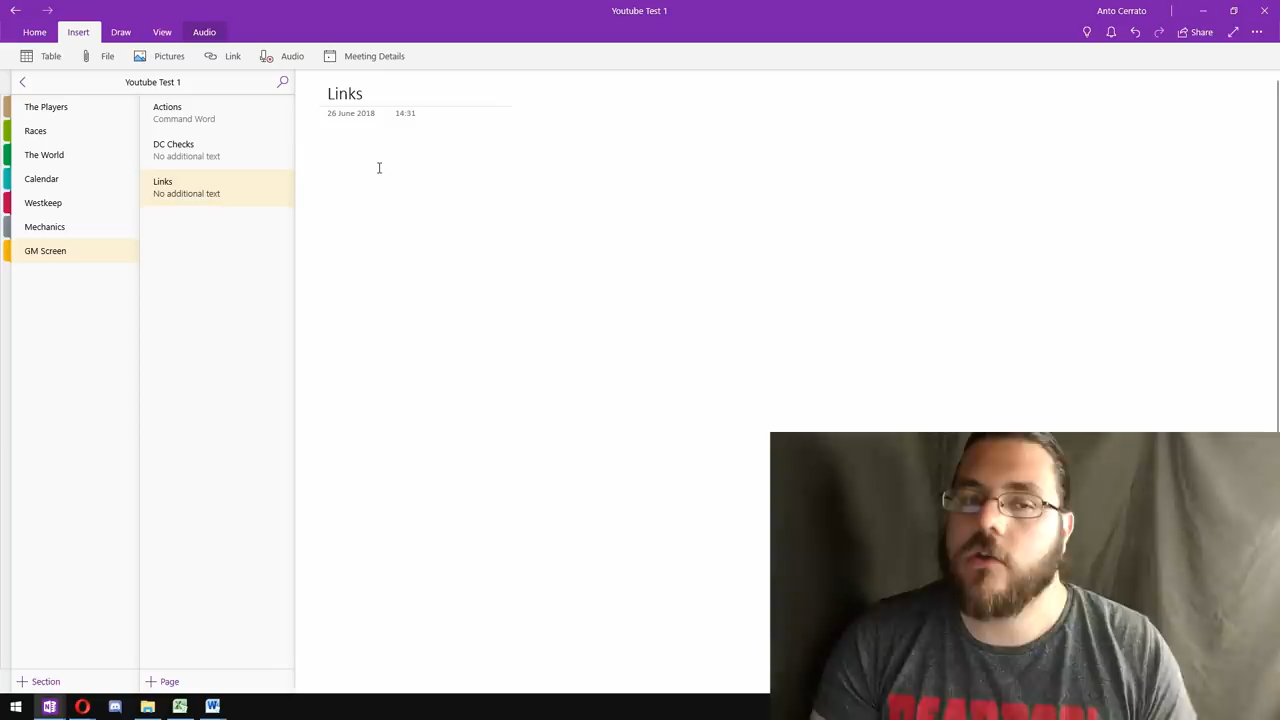 Youtube Test 1
Anto Cerrato
Home
Insert
Draw
View
Audio
Share
Table
File
Pictures
Link
Audio
Meeting Details
Youtube Test 1
The Players
Races
The World
Calendar
Westkeep
Mechanics
GM Screen
Section
Actions
Command Word
DC Checks
No additional text
Links
No additional text
Page
Links
26 June 2018 14:31